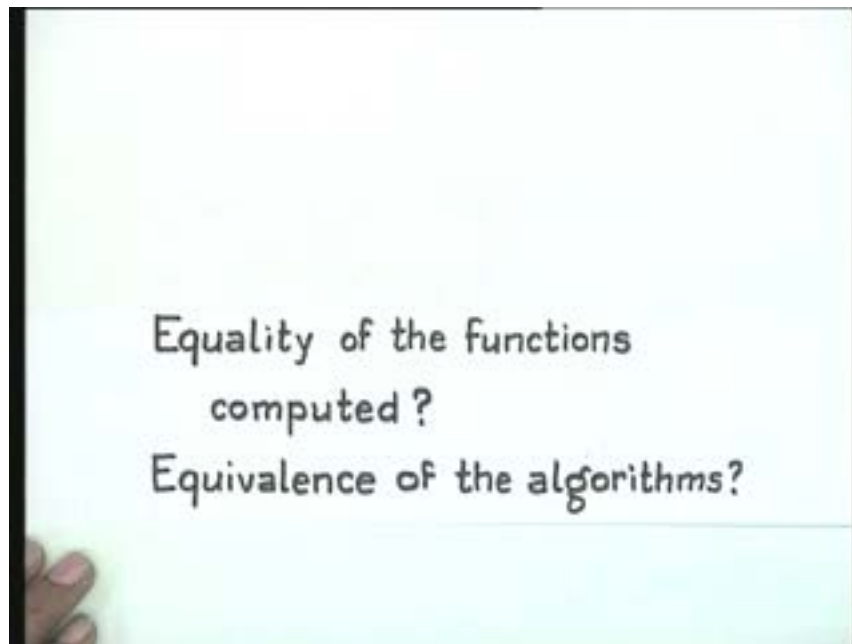 Equality of the functions
computed?
Equivalence of the algorithms?